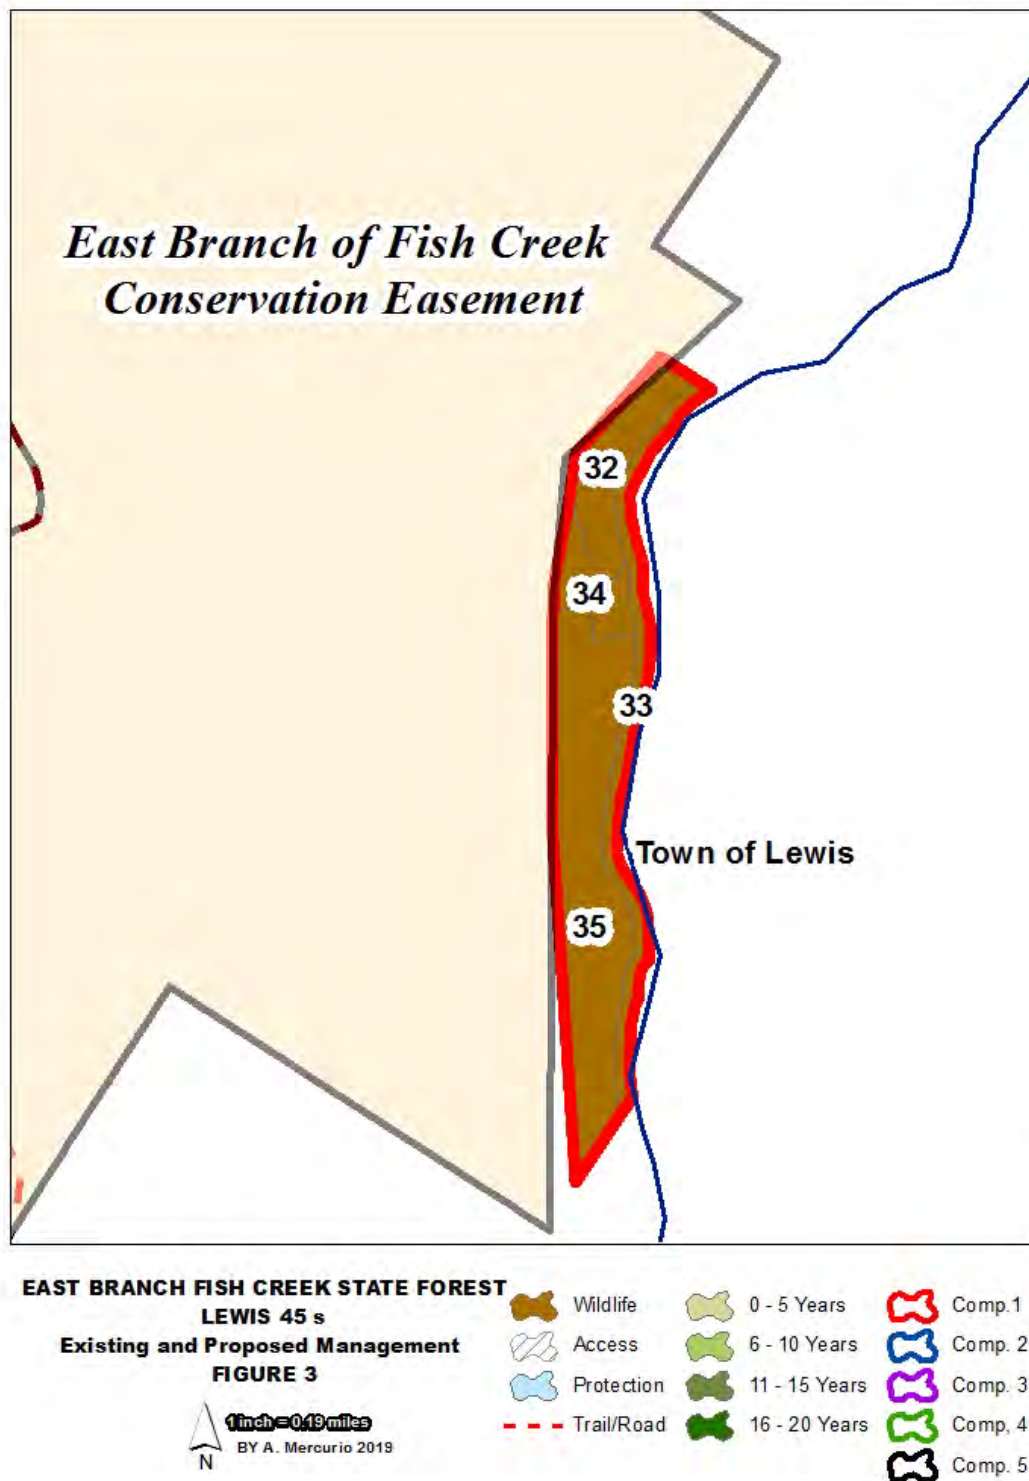 East Branch of Fish Creek
Conservation Easement
32
34
33
Town of Lewis
35
EAST BRANCH FISH CREEK STATE FOREST
LEWIS 45 s
Existing and Proposed Management
FIGURE 3
1 inch = 0.19 miles
BY A. Mercurio 2019
N
Wildlife
Access
Protection
Trail/Road
0 - 5 Years
6 - 10 Years
11 - 15 Years
16 - 20 Years
Comp.1
Comp. 2
Comp. 3
Comp, 4
Comp. 5